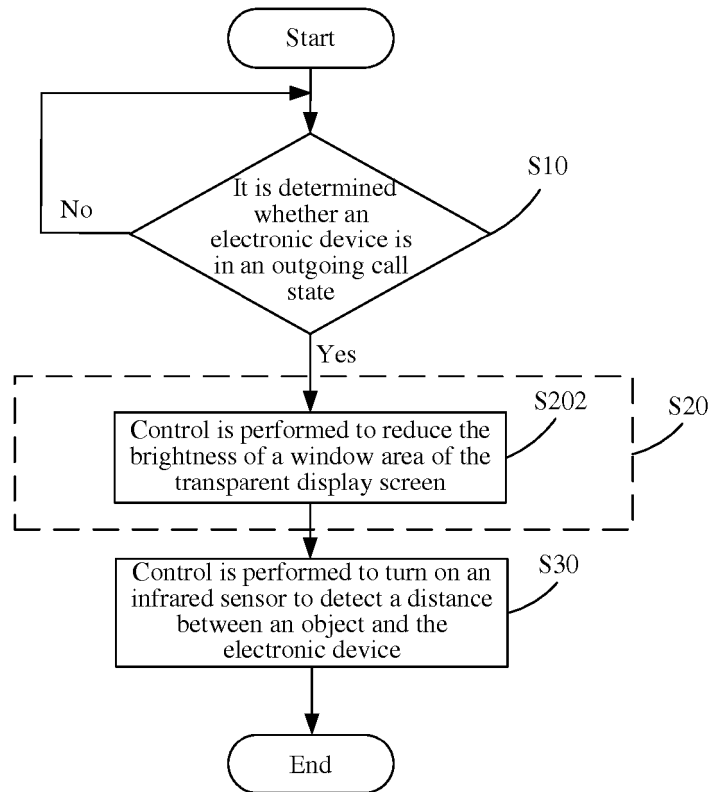 Start
S10
It is determined
whether an
electronic device is
in an outgoing call
state
No
Yes
S202
S20
Control is performed to reduce the
brightness of a window area of the
transparent display screen
S30
Control is performed to turn on an
infrared sensor to detect a distance
between an object and the
electronic device
End